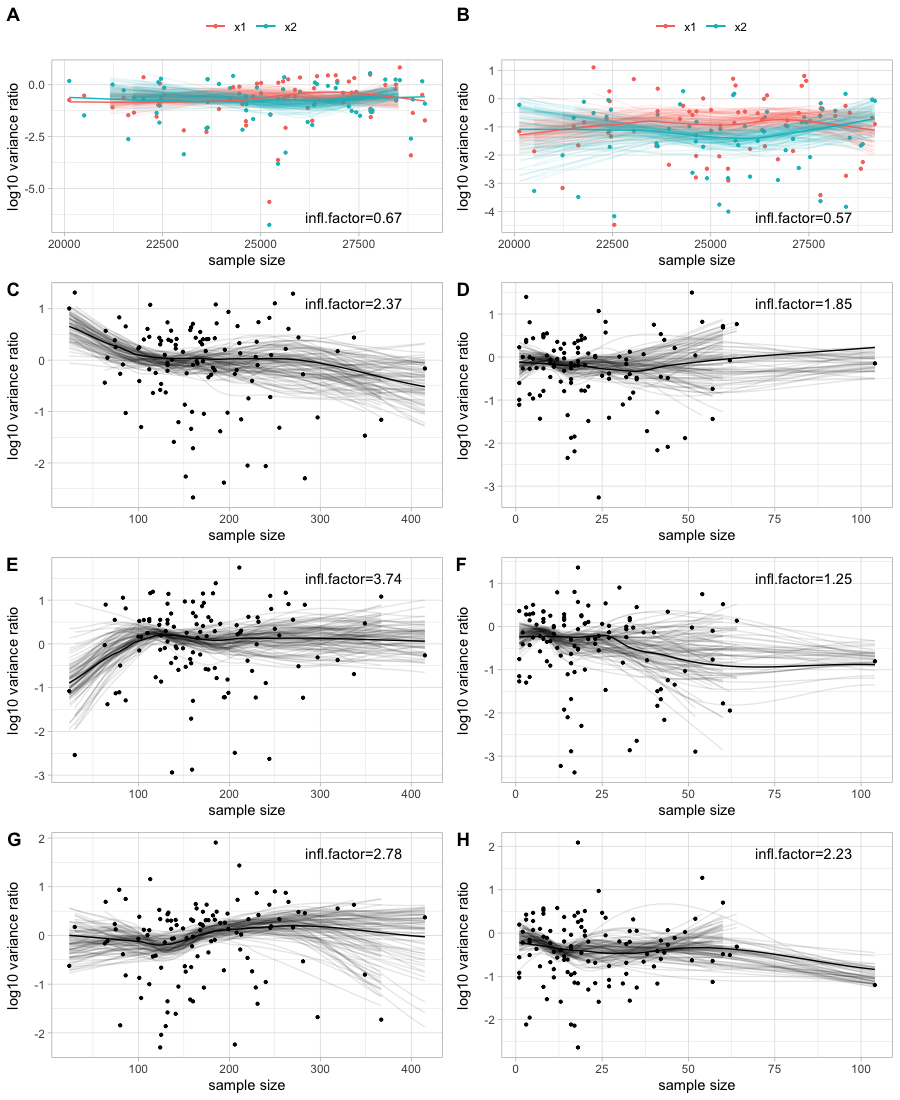 A
x1 x2
log10 variance ratio
0.0
-2.5
-5.0
infl.factor=0.67
20000 22500 25000 27500
sample size
B
x1 x2
log10 variance ratio
1
0
-1
-2
-3
-4
infl.factor=0.57
20000 22500 25000 27500
sample size
C
log10 variance ratio
1
0
-1
-2
infl.factor=2.37
100 200 300 400
sample size
D
log10 variance ratio
1
0
-1
-2
-3
infl.factor=1.85
0 25 50 75 100
sample size
E
log10 variance ratio
1
0
-1
-2
-3
infl.factor=3.74
100 200 300 400
sample size
F
log10 variance ratio
1
0
-1
-2
-3
infl.factor=1.25
0 25 50 75 100
sample size
G
log10 variance ratio
2
1
0
-1
-2
infl.factor=2.78
100 200 300 400
sample size
H
log10 variance ratio
2
1
0
-1
-2
infl.factor=2.23
0 25 50 75 100
sample size